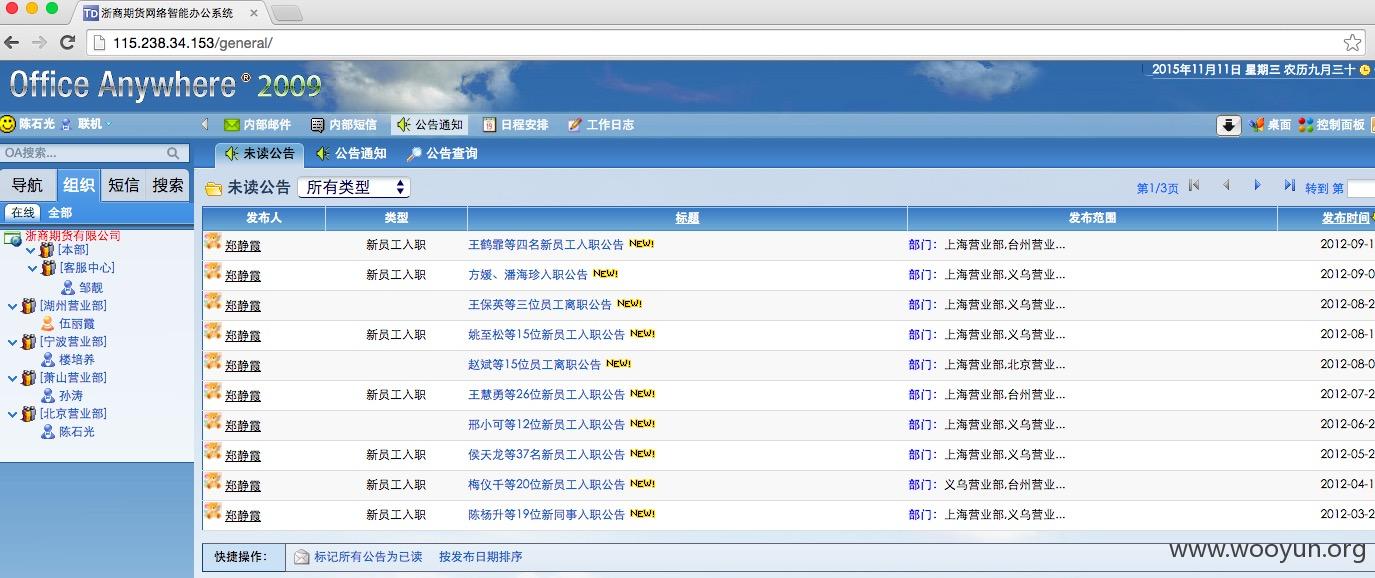 浙商期货网络智能办公系统
115.238.34.153/general/
Office Anywhere® 2009
2015年11月11日 星期三 农历九月三十
陈石光 联机
内部邮件 内部短信 公告通知 日程安排 工作日志 桌面 控制面板
OA搜索...
未读公告 公告通知 公告查询
导航 组织 短信 搜索
未读公告 所有类型 第1/3页 转到 第
在线 全部
发布人 类型 标题 发布范围 发布时间
浙商期货有限公司
[本部]
[客服中心]
邹靓
[湖州营业部]
伍丽霞
[宁波营业部]
楼培养
[萧山营业部]
孙涛
[北京营业部]
陈石光
郑静霞 新员工入职 王鹤霏等四名新员工入职公告 NEW! 部门：上海营业部,台州营业... 2012-09-1
郑静霞 新员工入职 方媛、潘海珍入职公告 NEW! 部门：上海营业部,义乌营业... 2012-09-0
郑静霞 王保英等三位员工离职公告 NEW! 部门：上海营业部,义乌营业... 2012-08-2
郑静霞 新员工入职 姚至松等15位新员工入职公告 NEW! 部门：上海营业部,义乌营业... 2012-08-1
郑静霞 赵斌等15位员工离职公告 NEW! 部门：上海营业部,北京营业... 2012-08-0
郑静霞 新员工入职 王慧勇等26位新员工入职公告 NEW! 部门：上海营业部,台州营业... 2012-07-2
郑静霞 邢小可等12位新员工入职公告 NEW! 部门：上海营业部,义乌营业... 2012-06-2
郑静霞 新员工入职 侯天龙等37名新员工入职公告 NEW! 部门：上海营业部,义乌营业... 2012-05-2
郑静霞 新员工入职 梅仪千等20位新员工入职公告 NEW! 部门：义乌营业部,台州营业... 2012-04-1
郑静霞 新员工入职 陈杨升等19位新同事入职公告 NEW! 部门：上海营业部,义乌营业... 2012-03-2
快捷操作： 标记所有公告为已读 按发布日期排序
www.wooyun.org